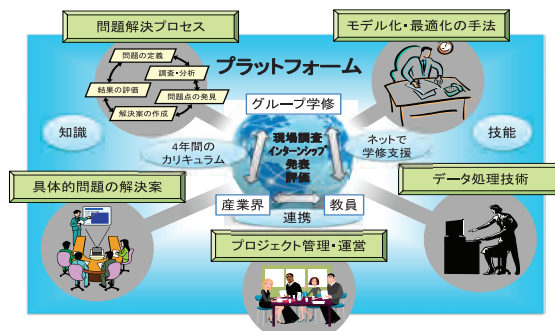 問題解決プロセス
モデル化・最適化の手法
問題の定義
調査・分析
結果の評価
問題点の発見
解決案の作成
プラットフォーム
グループ学修
知識
技能
4年間の
カリキュラム
現場調査
インターンシップ
発表
評価
ネットで
学修支援
具体的問題の解決案
データ処理技術
産業界
教員
連携
プロジェクト管理・運営